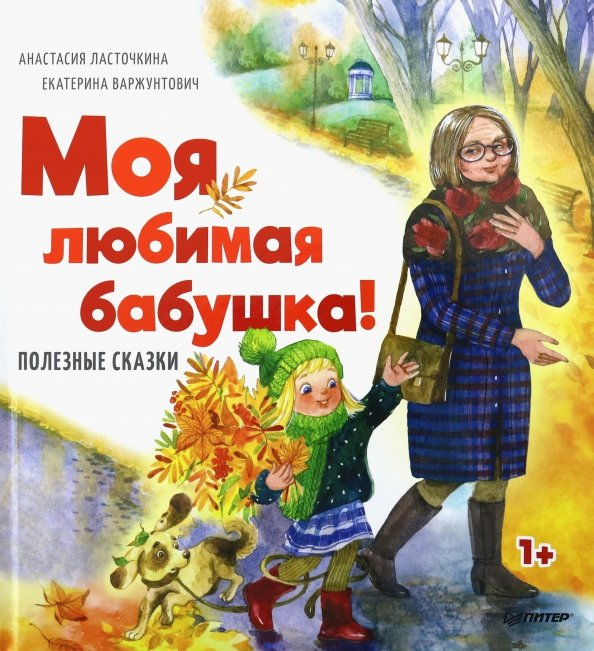 АНАСТАСИЯ ЛАСТОЧКИНА
ЕКАТЕРИНА ВАРЖУНТОВИЧ
Моя
любимая
бабушка!
ПОЛЕЗНЫЕ СКАЗКИ
1+
ПИТЕР